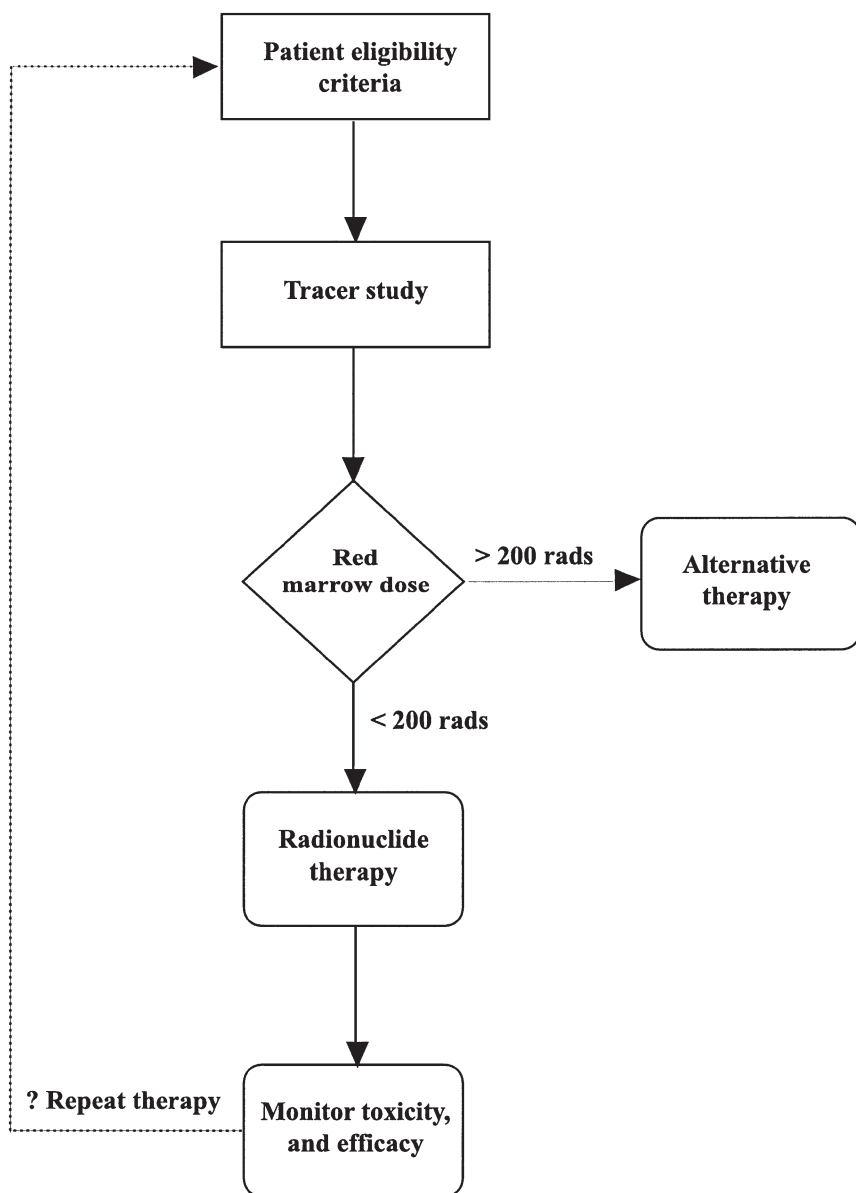 Patient eligibility
criteria
Tracer study
Red
marrow dose
> 200 rads
Alternative
therapy
< 200 rads
Radionuclide
therapy
? Repeat therapy
Monitor toxicity,
and efficacy